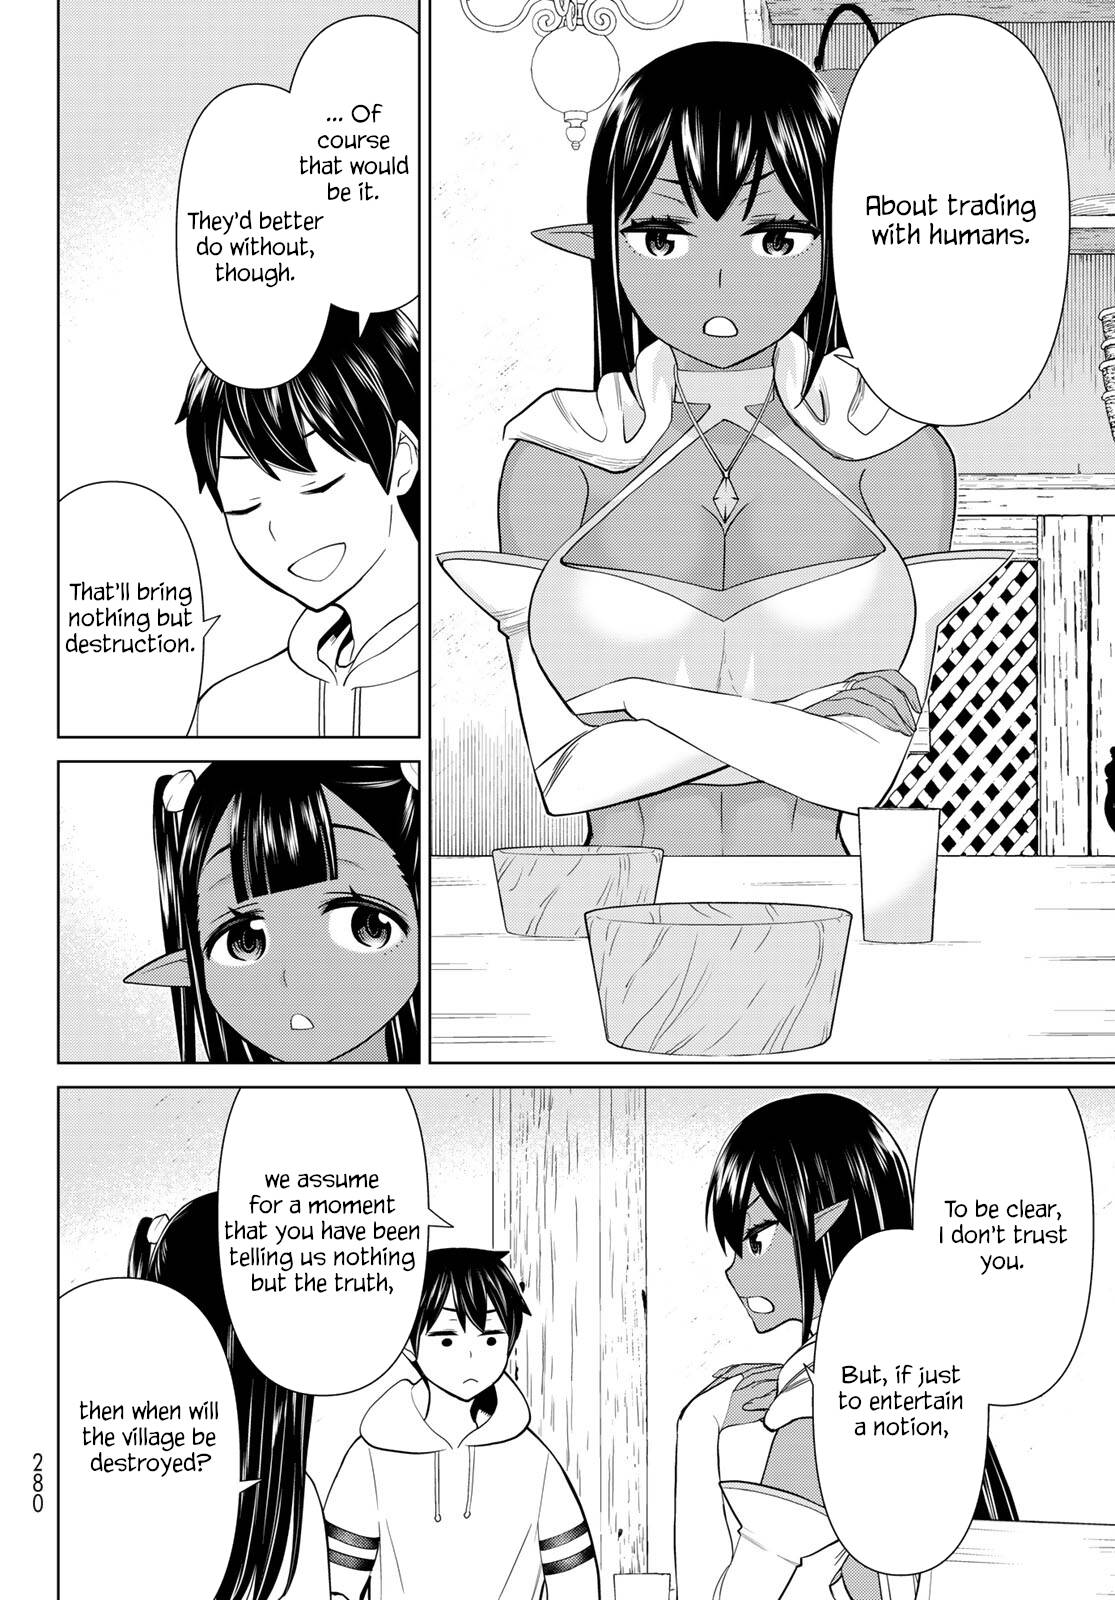 About trading
with humans.
... Of
course
that would
be it.
They'd better
do without,
though.
That'll bring
nothing but
destruction.
To be clear,
I don't trust
you.
But, if just
to entertain
a notion,
we assume
for a moment
that you have been
telling us nothing
but the truth,
then when will
the village be
destroyed?
280